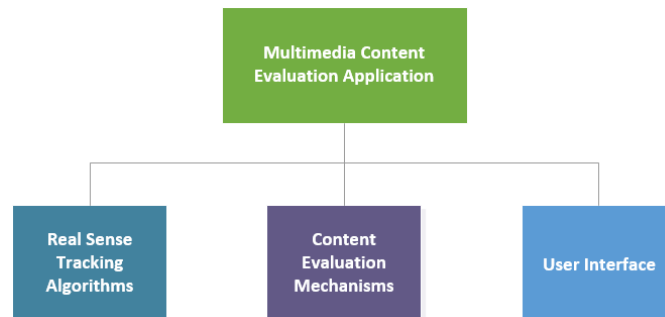 Multimedia Content
Evaluation Application
Real Sense
Tracking
Algorithms
Content
Evaluation
Mechanisms
User Interface